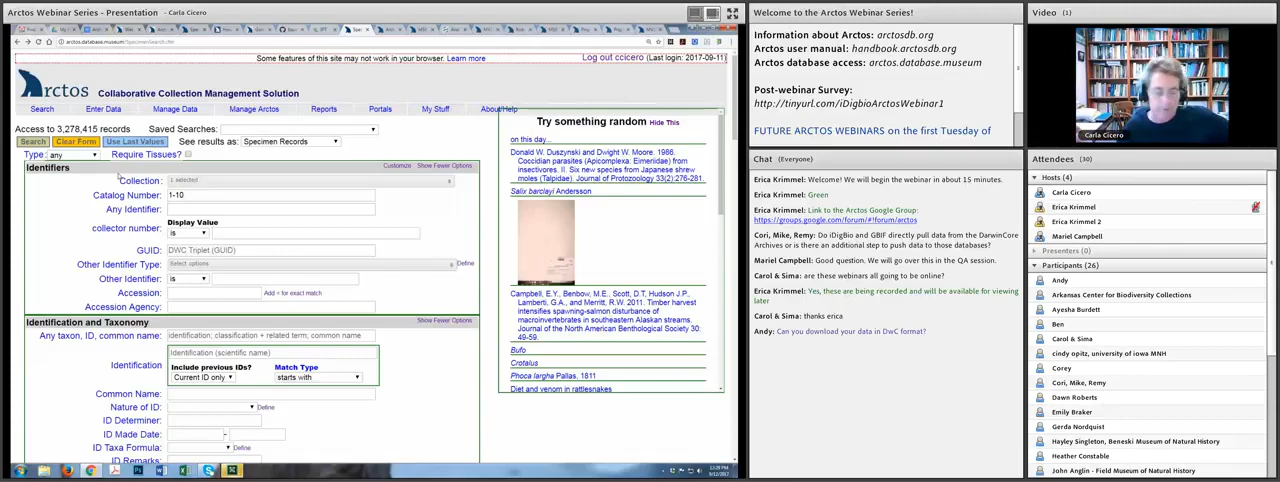 Arctos Webinar Series - Presentation - Carla Cicero
arctos.database.museum/SpecimenSearch.cfm
Some features of this site may not work in your browser. Learn more
Log out ccicero (Last login: 2017-09-11)
Arctos
Collaborative Collection Management Solution
Search Enter Data Manage Data Manage Arctos Reports Portals My Stuff About/Help
Access to 3,278,415 records Saved Searches:
Search Clear Form Use Last Values See results as: Specimen Records
Type: any Require Tissues?
Identifiers Customize Show Fewer Options
Collection: 1 selected
Catalog Number: 1-10
Any Identifier:
Display Value
collector number: is
GUID: DWC Triplet (GUID)
Other Identifier Type: Select options Define
Other Identifier: is
Accession: Add = for exact match
Accession Agency:
Identification and Taxonomy Show Fewer Options
Any taxon, ID, common name: identification; classification + related term; common name
Identification (scientific name)
Identification
Include previous IDs? Match Type
Current ID only starts with
Common Name:
Nature of ID: Define
ID Determiner:
ID Made Date: -
ID Taxa Formula: Define
ID Remarks:
Try something random Hide This
on this day...
Donald W. Duszynski and Dwight W. Moore. 1986.
Coccidian parasites (Apicomplexa: Eimeriidae) from
insectivores. II. Six new species from Japanese shrew
moles (Talpidae). Journal of Protozoology 33(2):276-281.
Salix barclayi Andersson
Campbell, E.Y., Benbow, M.E., Scott, D.T, Hudson J.P.,
Lamberti, G.A., and Merritt, R.W. 2011. Timber harvest
intensifies spawning-salmon disturbance of
macroinvertebrates in southeastern Alaskan streams.
Journal of the North American Benthological Society 30:
49-59.
Bufo
Crotalus
Phoca largha Pallas, 1811
Diet and venom in rattlesnakes
12:29 PM
9/12/2017
Welcome to the Arctos Webinar Series!
Information about Arctos: arctosdb.org
Arctos user manual: handbook.arctosdb.org
Arctos database access: arctos.database.museum
Post-webinar Survey:
http://tinyurl.com/iDigbioArctosWebinar1
FUTURE ARCTOS WEBINARS on the first Tuesday of
Chat (Everyone)
Erica Krimmel: Welcome! We will begin the webinar in about 15 minutes.
Erica Krimmel: Green
Erica Krimmel: Link to the Arctos Google Group:
https://groups.google.com/forum/#!forum/arctos
Cori, Mike, Remy: Do iDigBio and GBIF directly pull data from the DarwinCore
Archives or is there an additional step to push data to those databases?
Mariel Campbell: Good question. We will go over this in the QA session.
Carol & Sima: are these webinars all going to be online?
Erica Krimmel: Yes, these are being recorded and will be available for viewing
later
Carol & Sima: thanks erica
Andy: Can you download your data in DwC format?
Video (1)
Carla Cicero
Attendees (30)
Hosts (4)
Carla Cicero
Erica Krimmel
Erica Krimmel 2
Mariel Campbell
Presenters (0)
Participants (26)
Andy
Arkansas Center for Biodiversity Collections
Ayesha Burdett
Ben
Carol & Sima
cindy opitz, university of iowa MNH
Corey
Cori, Mike, Remy
Dawn Roberts
Emily Braker
Gerda Nordquist
Hayley Singleton, Beneski Museum of Natural History
Heather Constable
John Anglin - Field Museum of Natural History